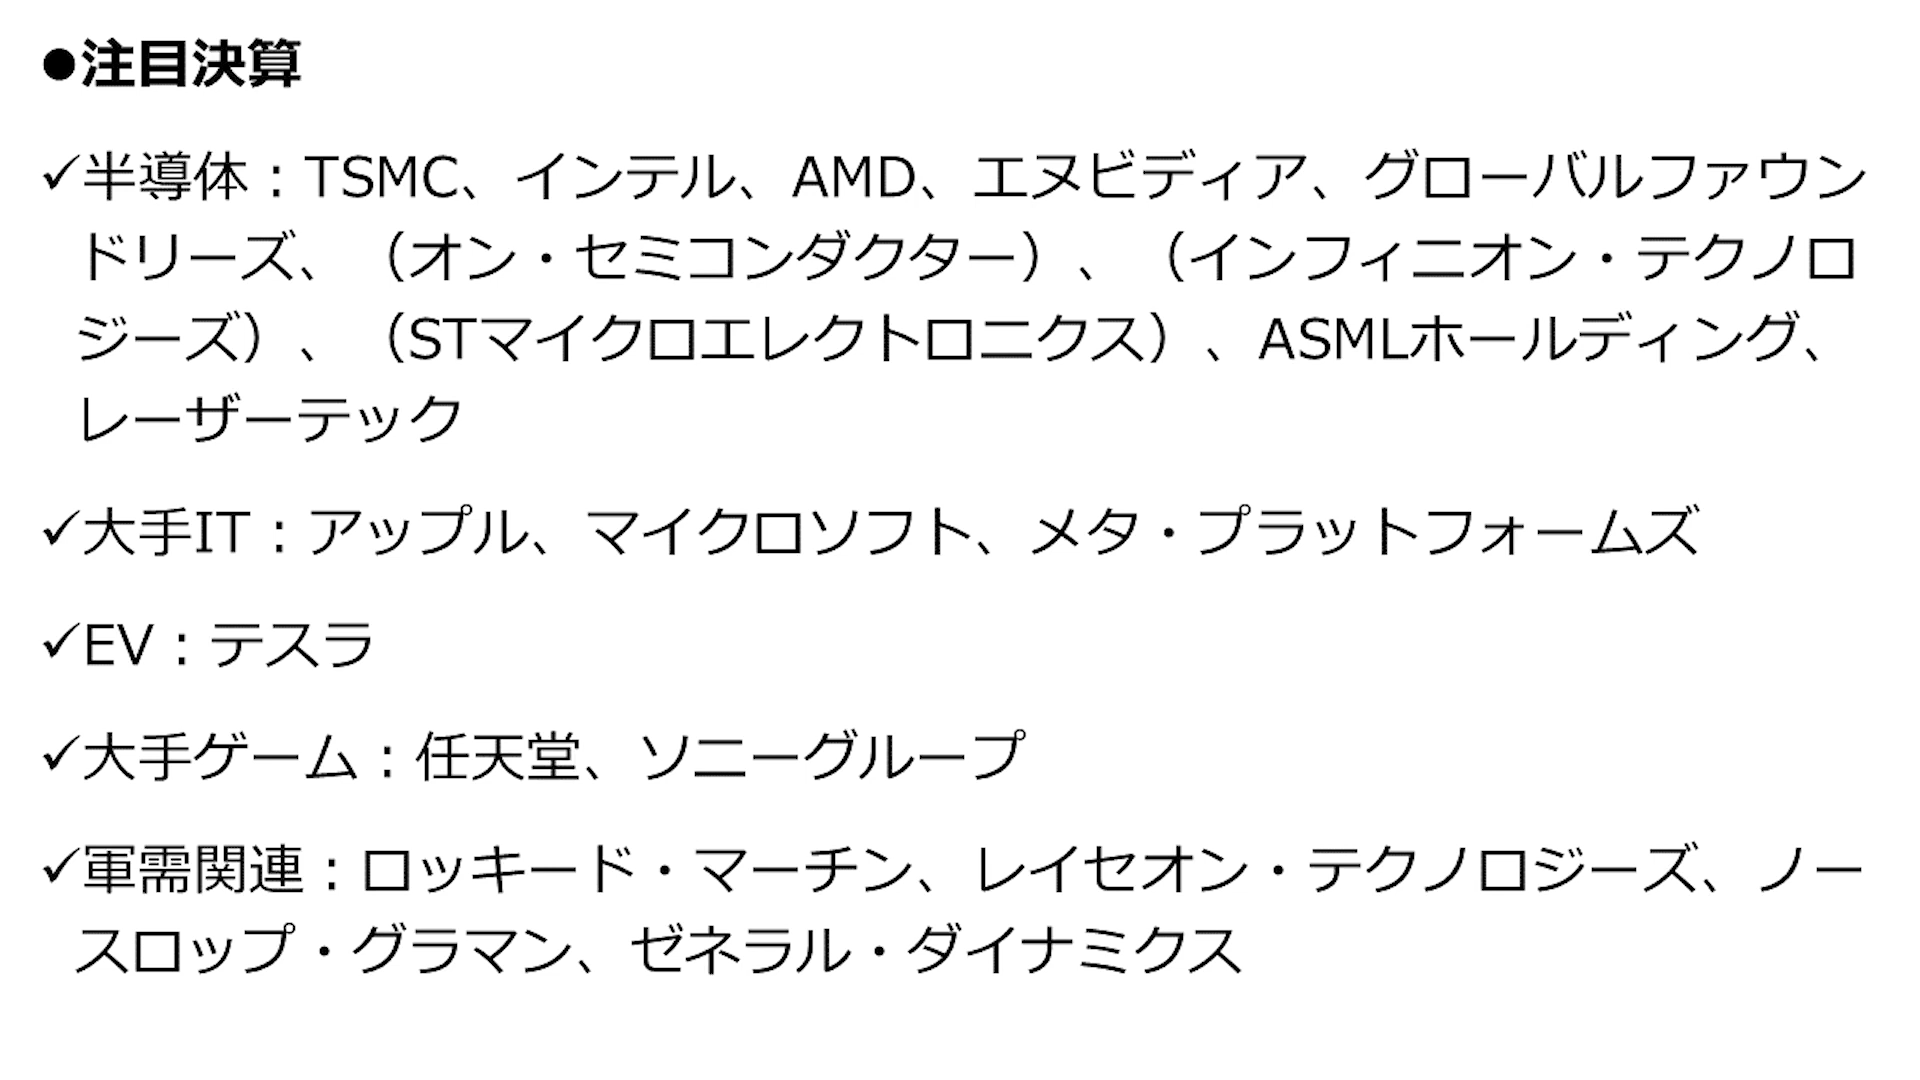 ●注目決算
✓半導体：TSMC、インテル、AMD、エヌビディア、グローバルファウン
ドリーズ、（オン・セミコンダクター）、（インフィニオン・テクノロ
ジーズ）、（STマイクロエレクトロニクス）、ASMLホールディング、
レーザーテック
✓大手IT：アップル、マイクロソフト、メタ・プラットフォームズ
✓EV：テスラ
✓大手ゲーム：任天堂、ソニーグループ
✓軍需関連：ロッキード・マーチン、レイセオン・テクノロジーズ、ノー
スロップ・グラマン、ゼネラル・ダイナミクス